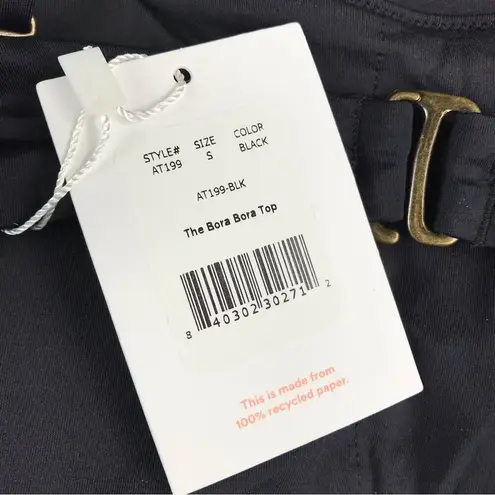 STYLE# SIZE COLOR
AT199 S BLACK
AT199-BLK
The Bora Bora Top
8 40302 30271 2
This is made from
100% recycled paper.